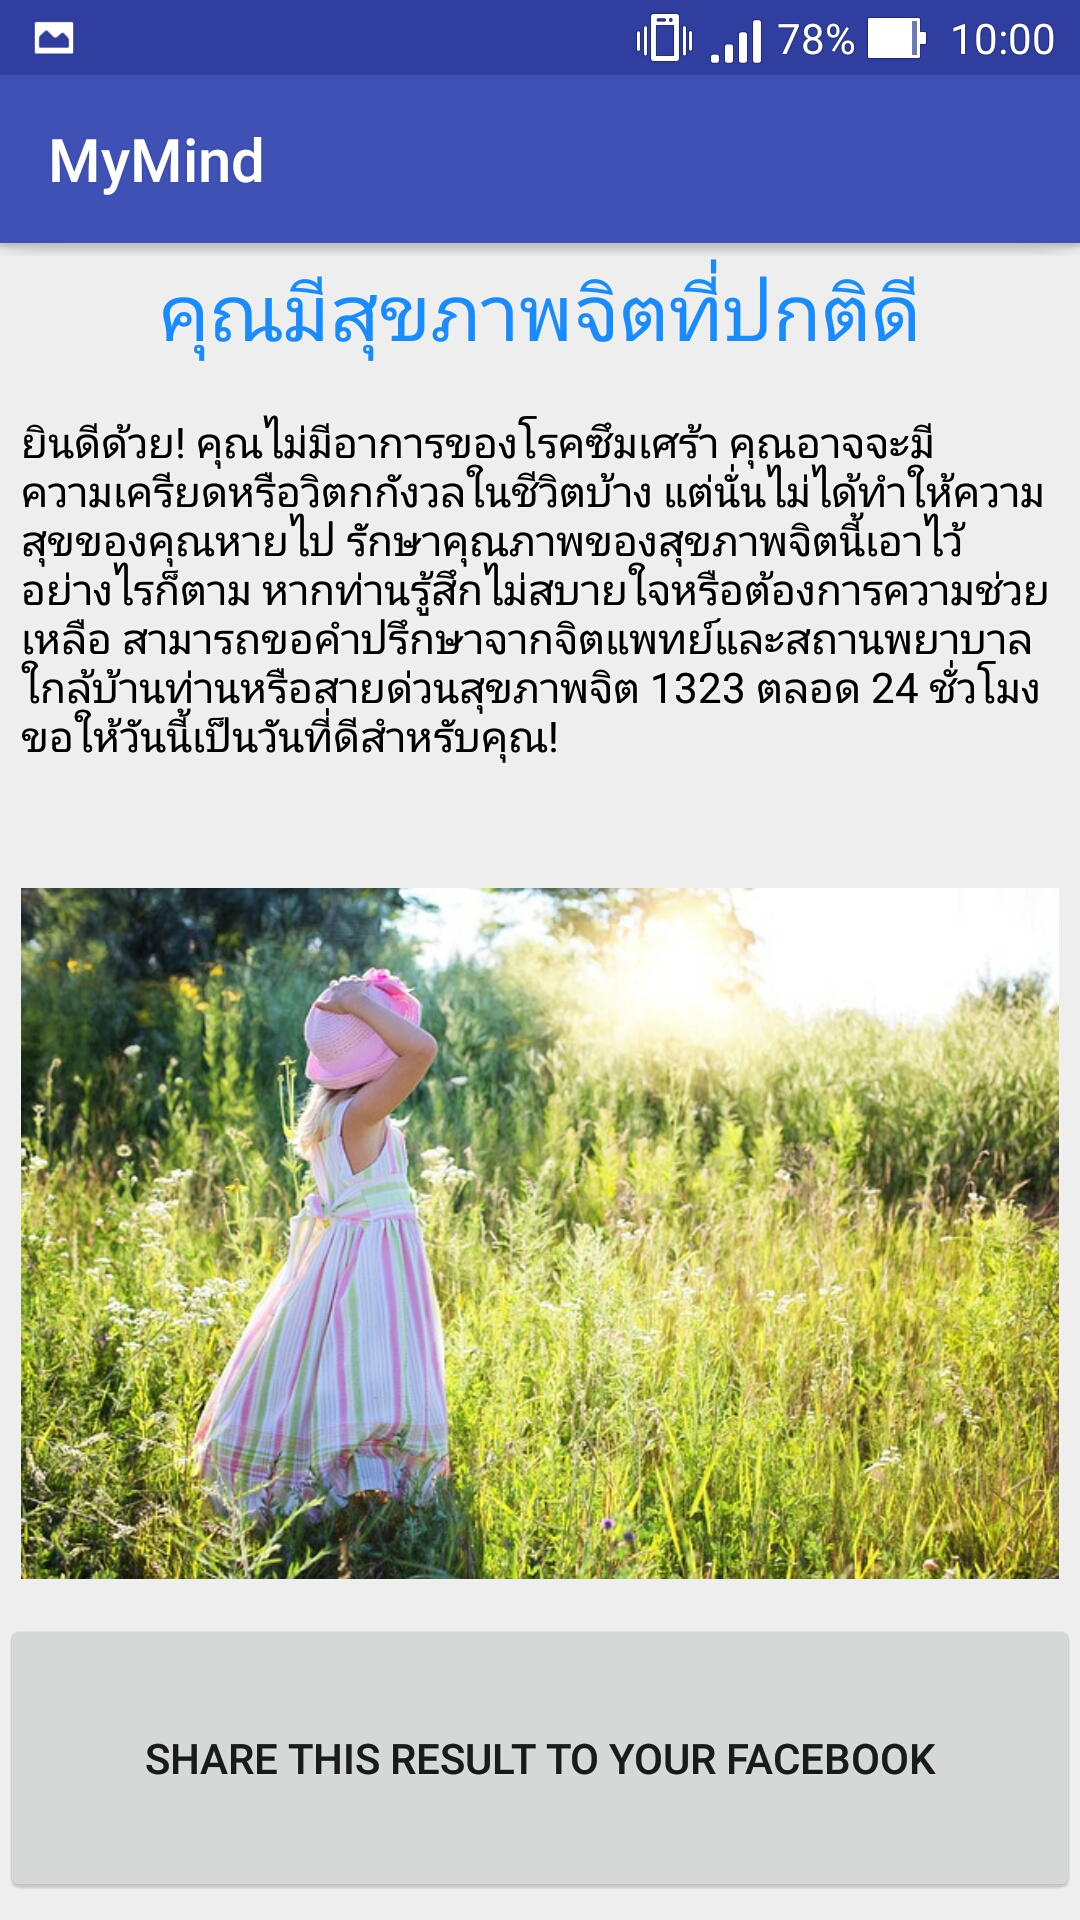 78% 10:00
MyMind
คุณมีสุขภาพจิตที่ปกติดี
ยินดีด้วย! คุณไม่มีอาการของโรคซึมเศร้า คุณอาจจะมี
ความเครียดหรือวิตกกังวลในชีวิตบ้าง แต่นั่นไม่ได้ทำให้ความ
สุขของคุณหายไป รักษาคุณภาพของสุขภาพจิตนี้เอาไว้
อย่างไรก็ตาม หากท่านรู้สึกไม่สบายใจหรือต้องการความช่วย
เหลือ สามารถขอคำปรึกษาจากจิตแพทย์และสถานพยาบาล
ใกล้บ้านท่านหรือสายด่วนสุขภาพจิต 1323 ตลอด 24 ชั่วโมง
ขอให้วันนี้เป็นวันที่ดีสำหรับคุณ!
SHARE THIS RESULT TO YOUR FACEBOOK